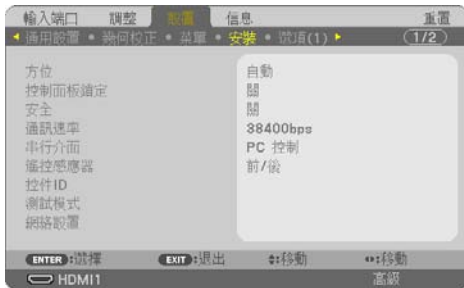 輸入端口 調整 設置 信息 重置
通用設置 • 幾何校正 • 菜單 • 安裝 • 選項(1) 1/2
方位 自動
控制面板鎖定 關
安全 關
通訊速率 38400bps
串行介面 PC 控制
遙控感應器 前/後
控件ID
測試模式
網絡設置
ENTER:選擇 EXIT:退出 :移動 :移動
HDMI1 高級